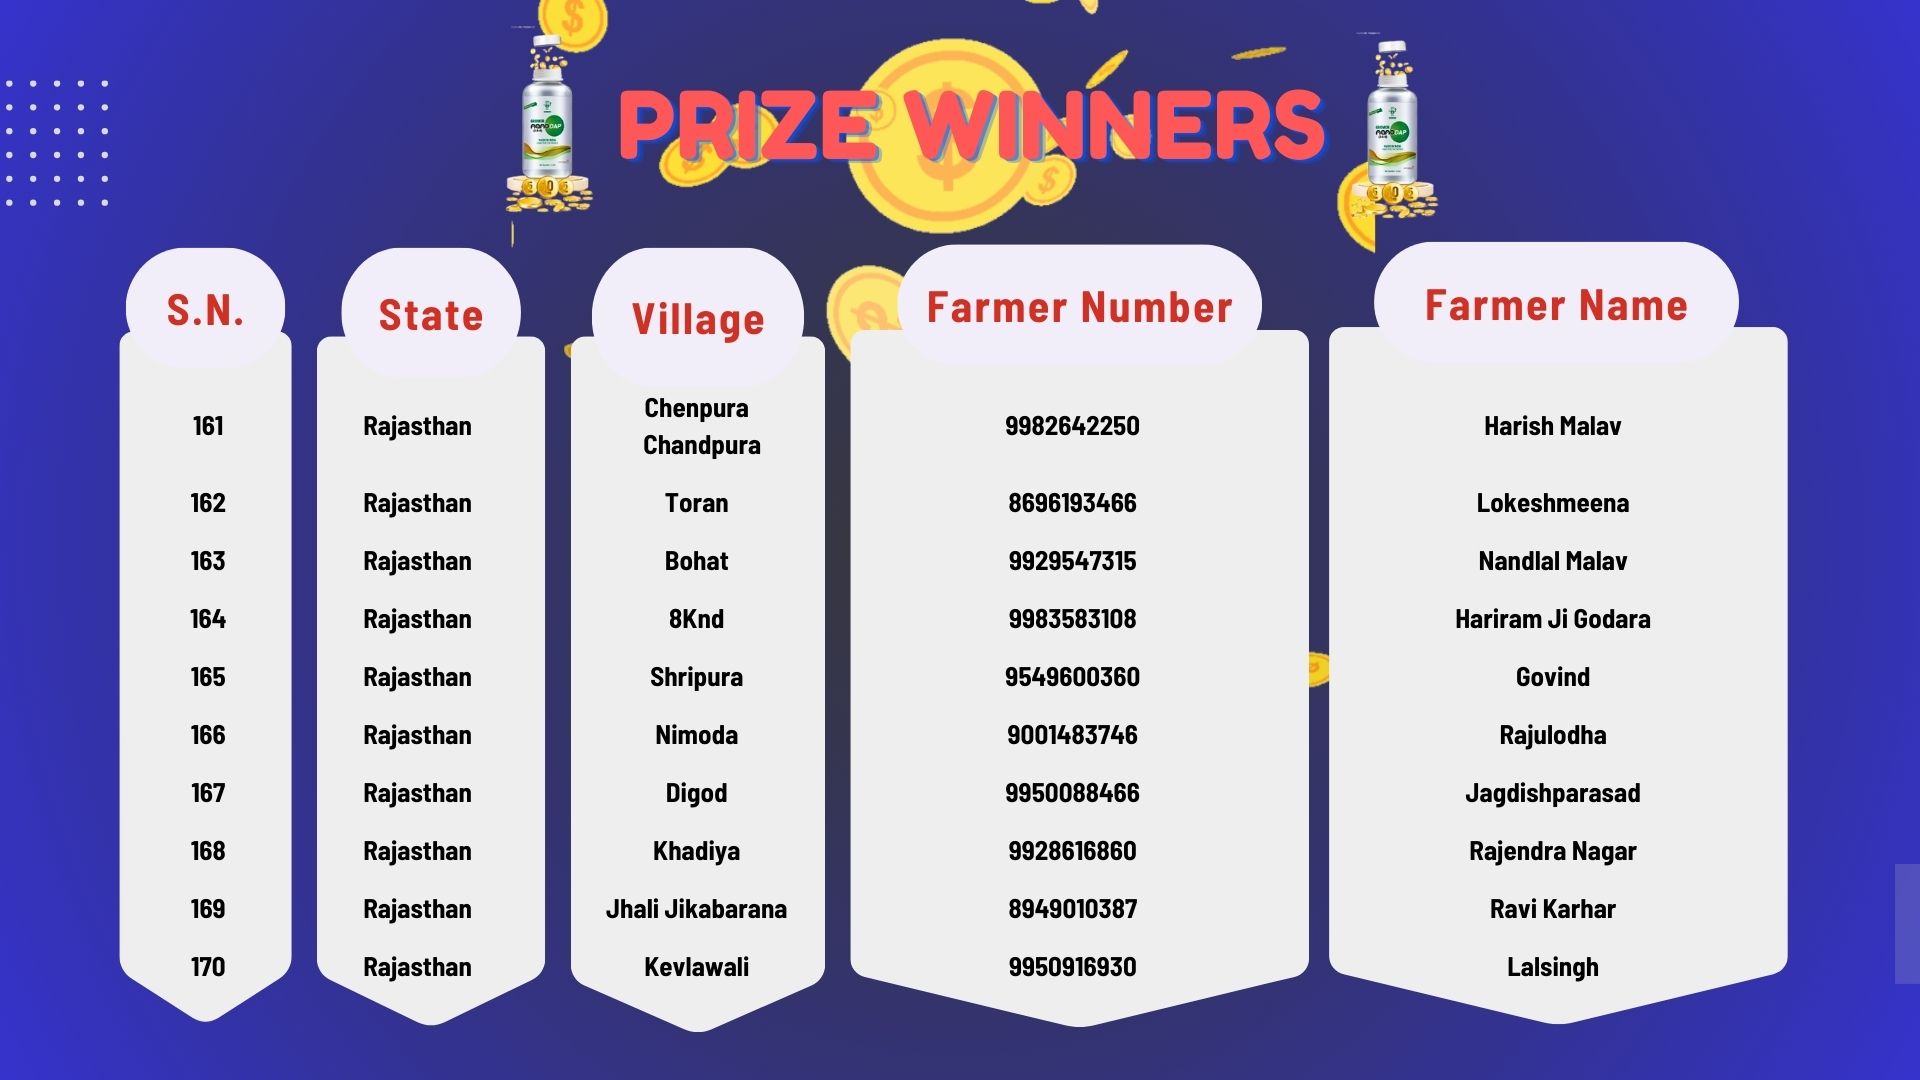 PRIZE WINNERS
S.N. State Village Farmer Number Farmer Name
161 Rajasthan Chenpura Chandpura 9982642250 Harish Malav
162 Rajasthan Toran 8696193466 Lokeshmeena
163 Rajasthan Bohat 9929547315 Nandlal Malav
164 Rajasthan 8Knd 9983583108 Hariram Ji Godara
165 Rajasthan Shripura 9549600360 Govind
166 Rajasthan Nimoda 9001483746 Rajulodha
167 Rajasthan Digod 9950088466 Jagdishparasad
168 Rajasthan Khadiya 9928616860 Rajendra Nagar
169 Rajasthan Jhali Jikabarana 8949010387 Ravi Karhar
170 Rajasthan Kevlawali 9950916930 Lalsingh